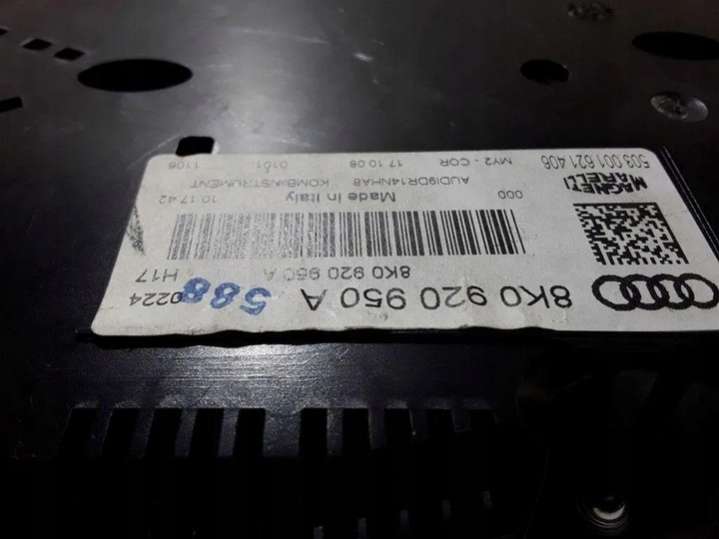 8K0 920 950 A
0224
588
8K0 920 950 A
H17
000
Made in Italy
10:17:42
MAGNETI
MARELLI
AUDI9DR14NHA8 KOMBIINSTRUMENT
503.001.621.406
MY2-COR
17.10.08
0101
1106